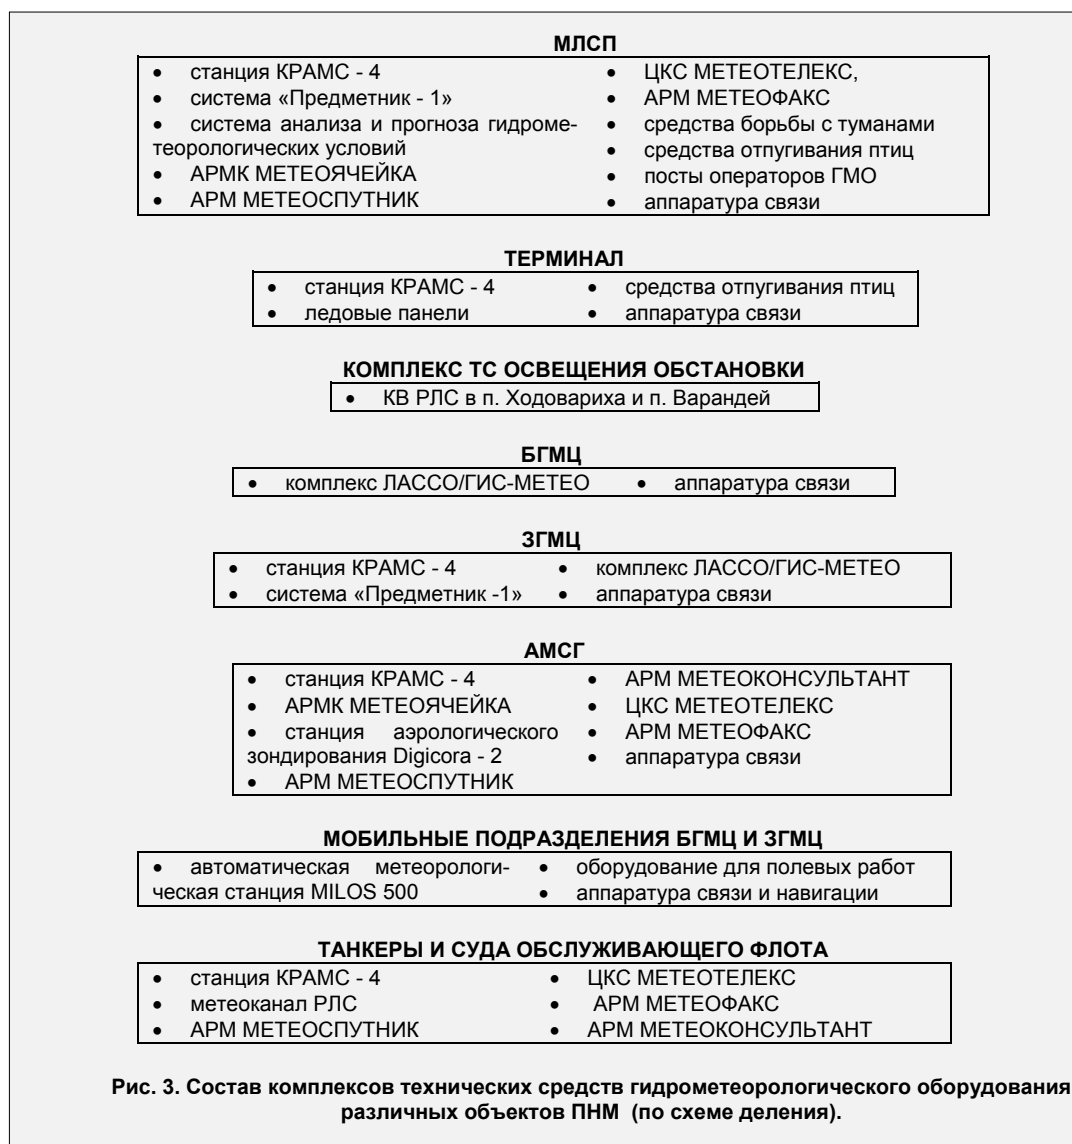 МЛСП
• станция КРАМС - 4
• система «Предметник - 1»
• система анализа и прогноза гидроме-
теорологических условий
• АРМК МЕТЕОЯЧЕЙКА
• АРМ МЕТЕОСПУТНИК
• ЦКС МЕТЕОТЕЛЕКС,
• АРМ МЕТЕОФАКС
• средства борьбы с туманами
• средства отпугивания птиц
• посты операторов ГМО
• аппаратура связи
ТЕРМИНАЛ
• станция КРАМС - 4
• ледовые панели
• средства отпугивания птиц
• аппаратура связи
КОМПЛЕКС ТС ОСВЕЩЕНИЯ ОБСТАНОВКИ
• КВ РЛС в п. Ходовариха и п. Варандей
БГМЦ
• комплекс ЛАССО/ГИС-МЕТЕО
• аппаратура связи
ЗГМЦ
• станция КРАМС - 4
• система «Предметник -1»
• комплекс ЛАССО/ГИС-МЕТЕО
• аппаратура связи
АМСГ
• станция КРАМС - 4
• АРМК МЕТЕОЯЧЕЙКА
• станция аэрологического
зондирования Digicora - 2
• АРМ МЕТЕОСПУТНИК
• АРМ МЕТЕОКОНСУЛЬТАНТ
• ЦКС МЕТЕОТЕЛЕКС
• АРМ МЕТЕОФАКС
• аппаратура связи
МОБИЛЬНЫЕ ПОДРАЗДЕЛЕНИЯ БГМЦ И ЗГМЦ
• автоматическая метеорологи-
ческая станция MILOS 500
• оборудование для полевых работ
• аппаратура связи и навигации
ТАНКЕРЫ И СУДА ОБСЛУЖИВАЮЩЕГО ФЛОТА
• станция КРАМС - 4
• метеоканал РЛС
• АРМ МЕТЕОСПУТНИК
• ЦКС МЕТЕОТЕЛЕКС
• АРМ МЕТЕОФАКС
• АРМ МЕТЕОКОНСУЛЬТАНТ
Рис. 3. Состав комплексов технических средств гидрометеорологического оборудования
различных объектов ПНМ (по схеме деления).